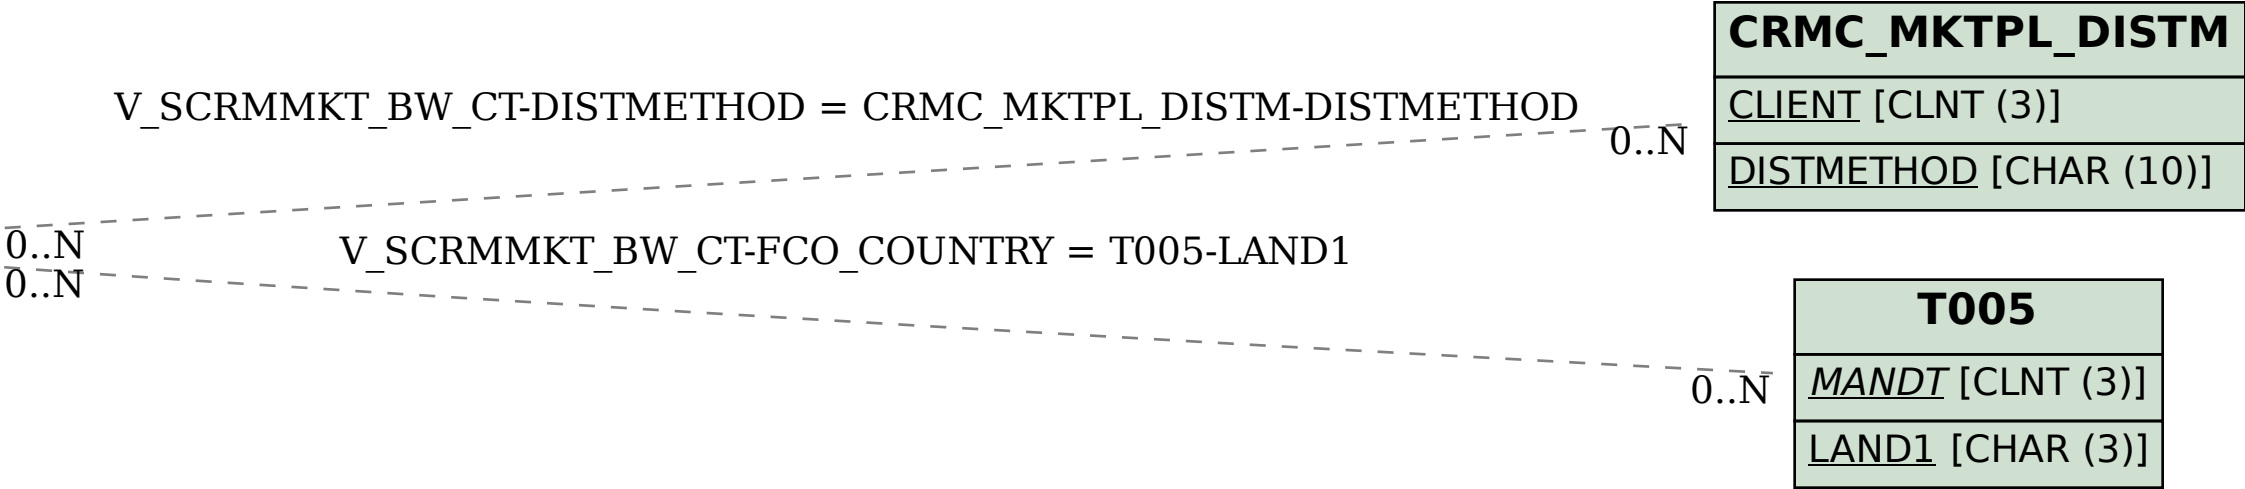 CRMC_MKTPL_DISTM
CLIENT [CLNT (3)]
DISTMETHOD [CHAR (10)]
V_SCRMMKT_BW_CT-DISTMETHOD = CRMC_MKTPL_DISTM-DISTMETHOD
0..N
0..N
V_SCRMMKT_BW_CT-FCO_COUNTRY = T005-LAND1
0..N
0..N
T005
MANDT [CLNT (3)]
LAND1 [CHAR (3)]